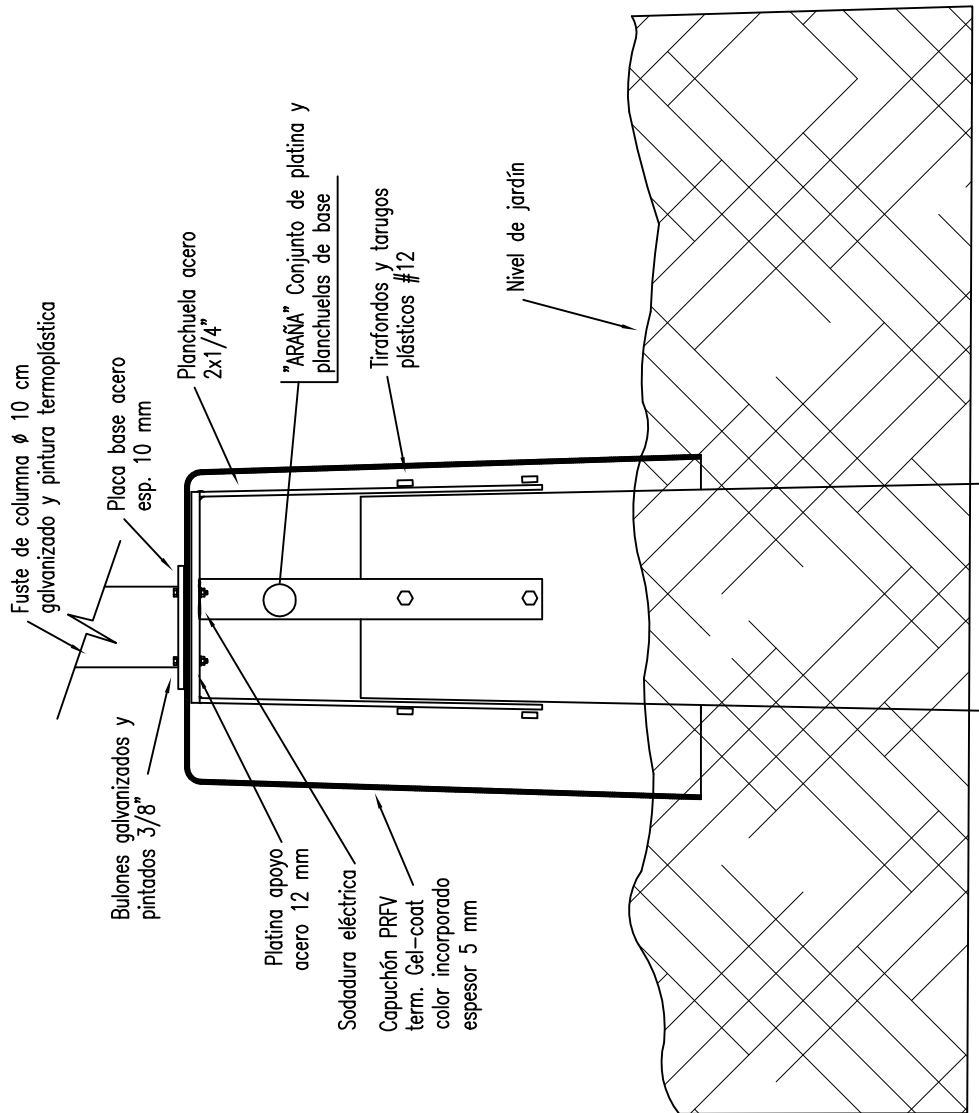 Fuste de columna ø 10 cm
galvanizado y pintura termoplástica
Placa base acero
esp. 10 mm
Planchuela acero
2x1/4"
"ARAÑA" Conjunto de platina y
planchuelas de base
Tirafondos y tarugos
plásticos #12
Nivel de jardín
Bulones galvanizados y
pintados 3/8"
Platina apoyo
acero 12 mm
Sodadura eléctrica
Capuchón PRFV
term. Gel-coat
color incorporado
espesor 5 mm